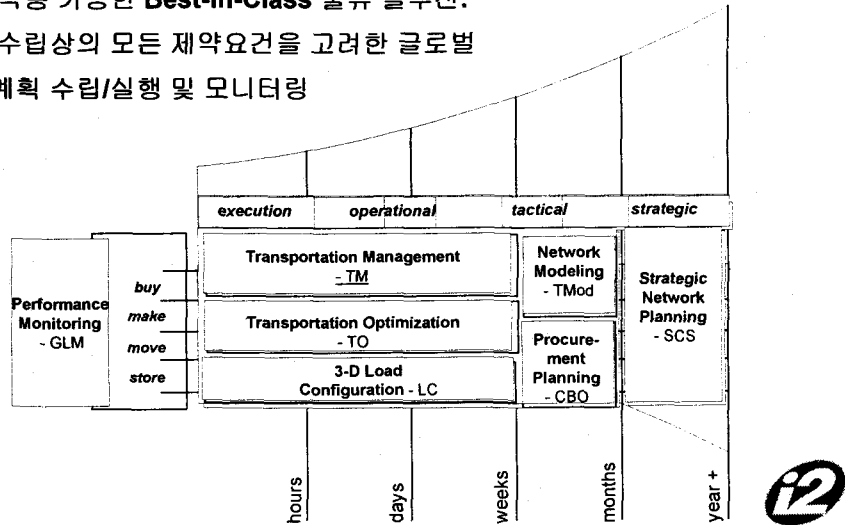 가능한 Best-In-Class 물류 솔루션.
수립상의 모든 제약요건을 고려한 글로벌
계획 수립/실행 및 모니터링
execution operational tactical strategic
Performance
Monitoring
- GLM
buy
make
move
store
Transportation Management
- TM
Transportation Optimization
- TO
3-D Load
Configuration - LC
Network
Modeling
- TMod
Procure-
ment
Planning
- CBO
Strategic
Network
Planning
- SCS
hours
days
weeks
months
year +
i2